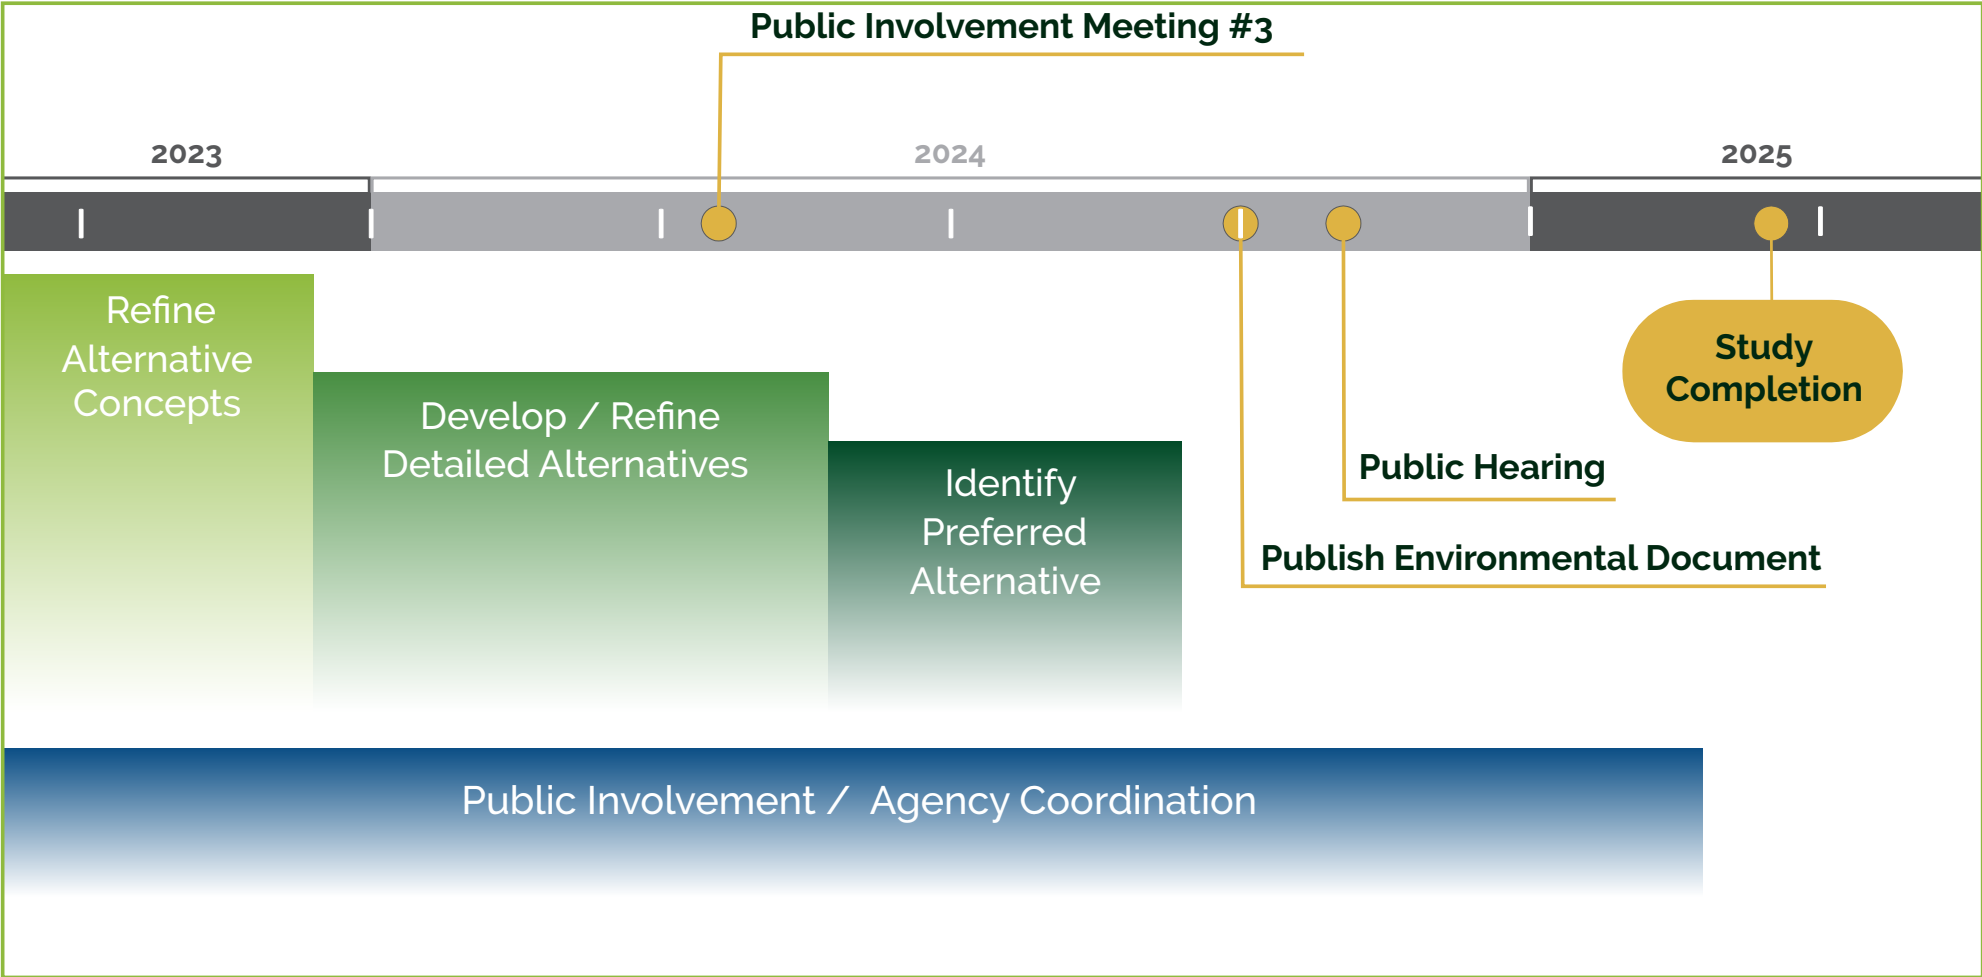 Public Involvement Meeting #3
2023
2024
2025
Refine
Alternative
Concepts
Develop / Refine
Detailed Alternatives
Identify
Preferred
Alternative
Study
Completion
Public Hearing
Publish Environmental Document
Public Involvement / Agency Coordination